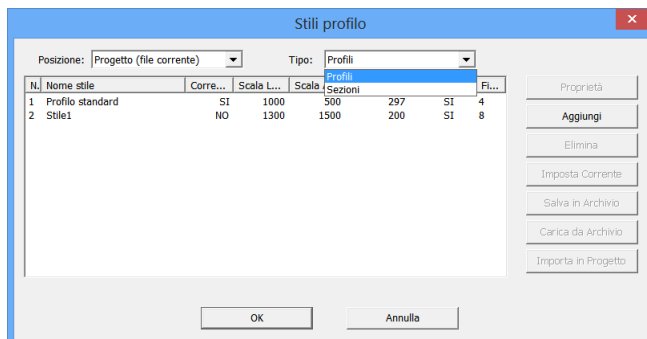 Stili profilo
Posizione: Progetto (file corrente) Tipo: Profili
Profili
Sezioni
N. Nome stile Corre... Scala L... Scala Fi...
1 Profilo standard SI 1000 500 297 SI 4
2 Stile1 NO 1300 1500 200 SI 8
Proprietà
Aggiungi
Elimina
Imposta Corrente
Salva in Archivio
Carica da Archivio
Importa in Progetto
OK Annulla